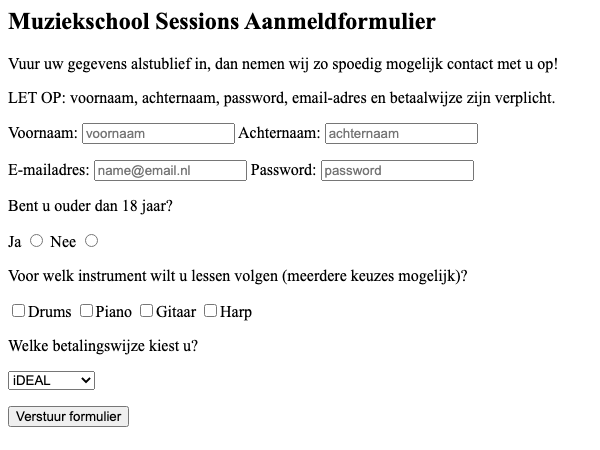 Muziekschool Sessions Aanmeldformulier
Vuur uw gegevens alstublief in, dan nemen wij zo spoedig mogelijk contact met u op!
LET OP: voornaam, achternaam, password, email-adres en betaalwijze zijn verplicht.
Voornaam: voornaam Achternaam: achternaam
E-mailadres: name@email.nl Password: password
Bent u ouder dan 18 jaar?
Ja Nee
Voor welk instrument wilt u lessen volgen (meerdere keuzes mogelijk)?
Drums Piano Gitaar Harp
Welke betalingswijze kiest u?
iDEAL
Verstuur formulier